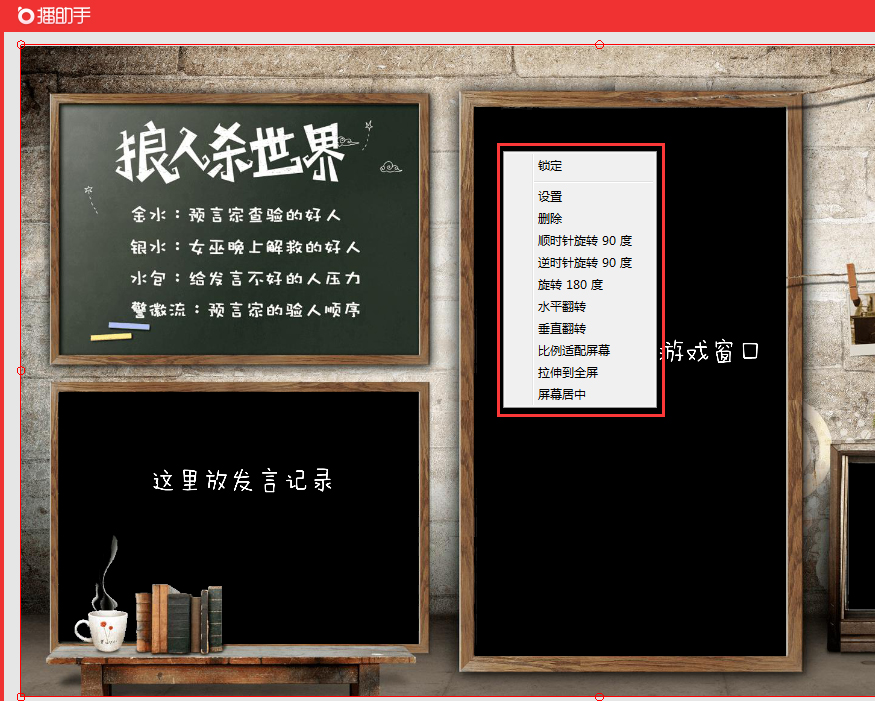 播助手
狼人杀世界
金水：预言家查验的好人
银水：女巫晚上解救的好人
水包：给发言不好的人压力
警徽流：预言家的验人顺序
锁定
设置
删除
顺时针旋转 90 度
逆时针旋转 90 度
旋转 180 度
水平翻转
垂直翻转
比例适配屏幕
拉伸到全屏
屏幕居中
游戏窗口
这里放发言记录